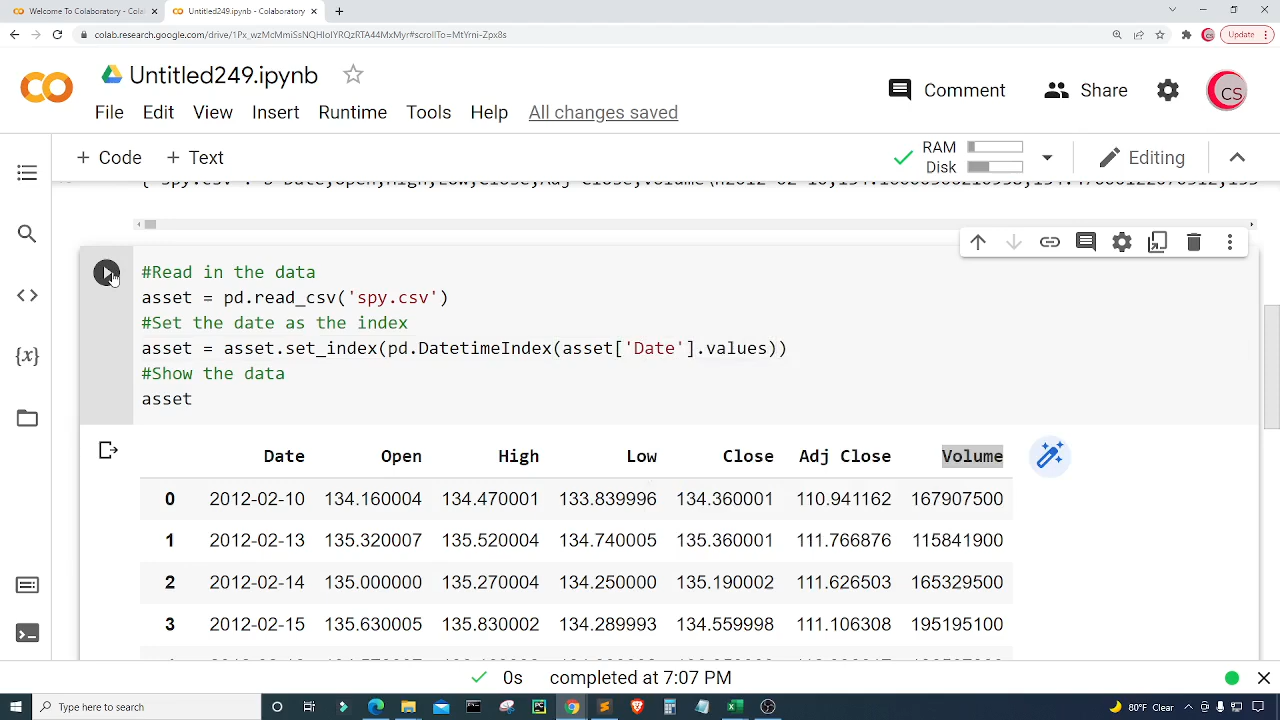 Welcome To Colaboratory - Colal
Untitled249.ipynb - Colaboratory
colab.research.google.com/drive/1Px_wzMcMmiSsNQHIoIYRQzRTA44MxMyr#scrollTo=MtYrni-Zpx8s
Update
Untitled249.ipynb
Comment
Share
CS
File Edit View Insert Runtime Tools Help All changes saved
+ Code + Text
RAM
Disk
Editing
#Read in the data
asset = pd.read_csv('spy.csv')
#Set the date as the index
asset = asset.set_index(pd.DatetimeIndex(asset['Date'].values))
#Show the data
asset
Date Open High Low Close Adj Close Volume
0 2012-02-10 134.160004 134.470001 133.839996 134.360001 110.941162 167907500
1 2012-02-13 135.320007 135.520004 134.740005 135.360001 111.766876 115841900
2 2012-02-14 135.000000 135.270004 134.250000 135.190002 111.626503 165329500
3 2012-02-15 135.630005 135.830002 134.289993 134.559998 111.106308 195195100
0s completed at 7:07 PM
Type here to search
80°F Clear